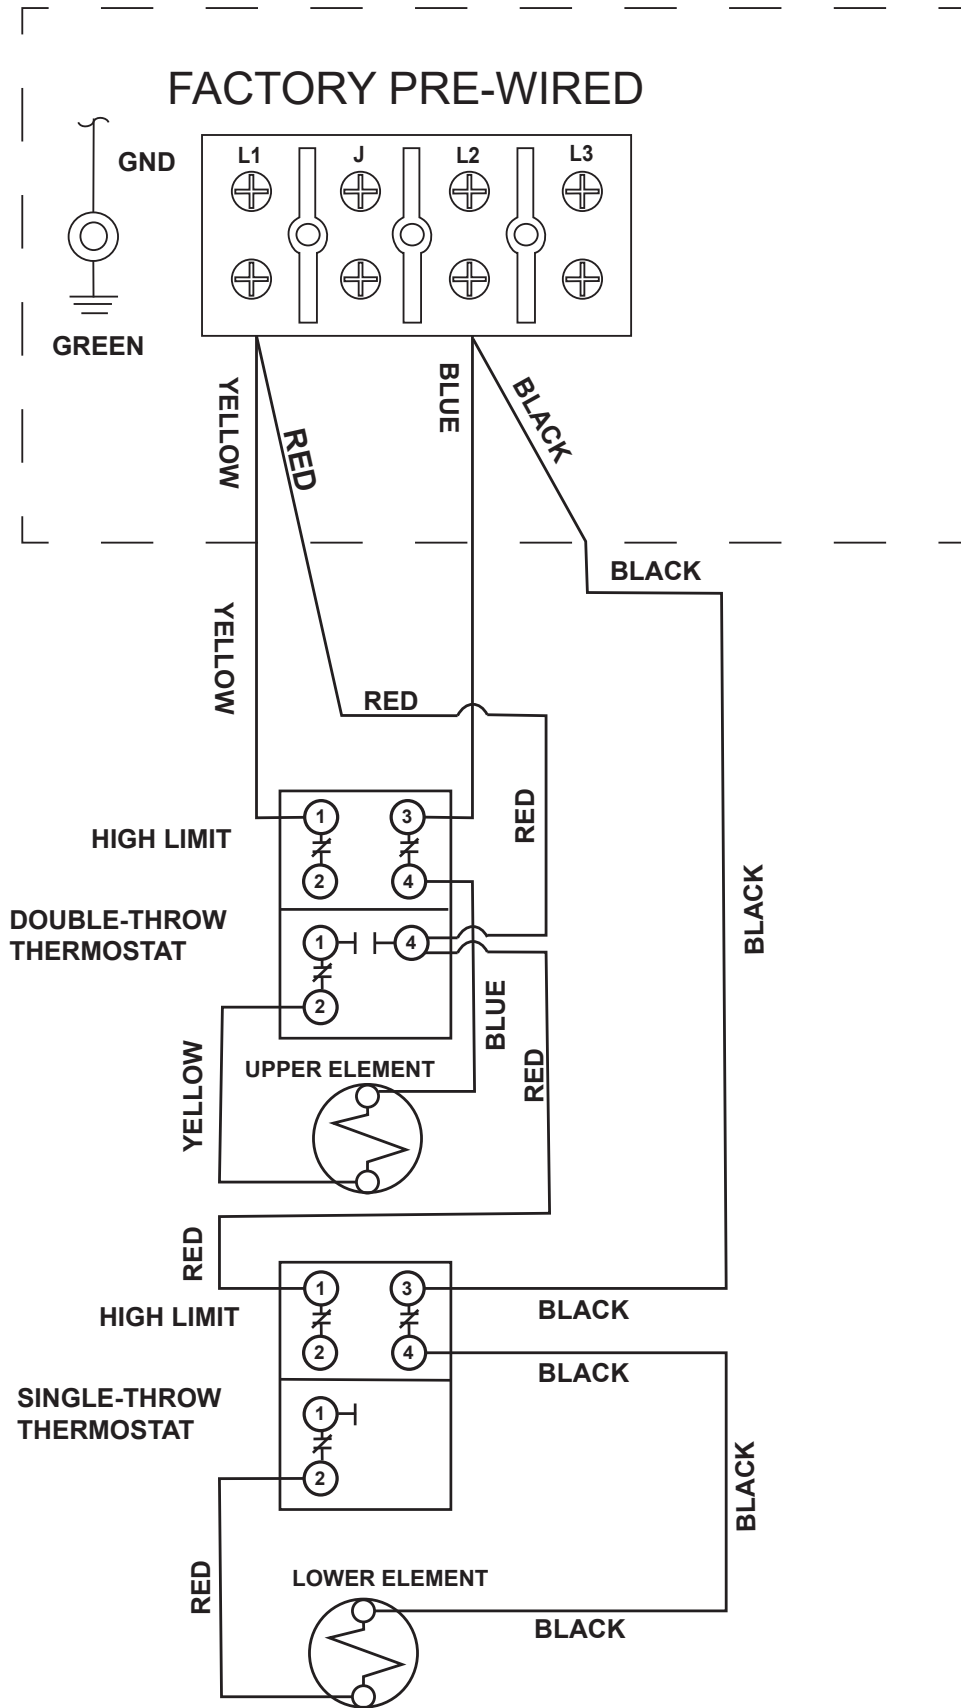 FACTORY PRE-WIRED
GND
L1
J
L2
L3
GREEN
YELLOW
RED
BLUE
BLACK
BLACK
YELLOW
RED
RED
HIGH LIMIT
1
3
2
4
BLACK
DOUBLE-THROW
THERMOSTAT
1
4
2
BLUE
RED
YELLOW
UPPER ELEMENT
RED
HIGH LIMIT
1
3
2
4
BLACK
BLACK
SINGLE-THROW
THERMOSTAT
1
2
BLACK
RED
LOWER ELEMENT
BLACK